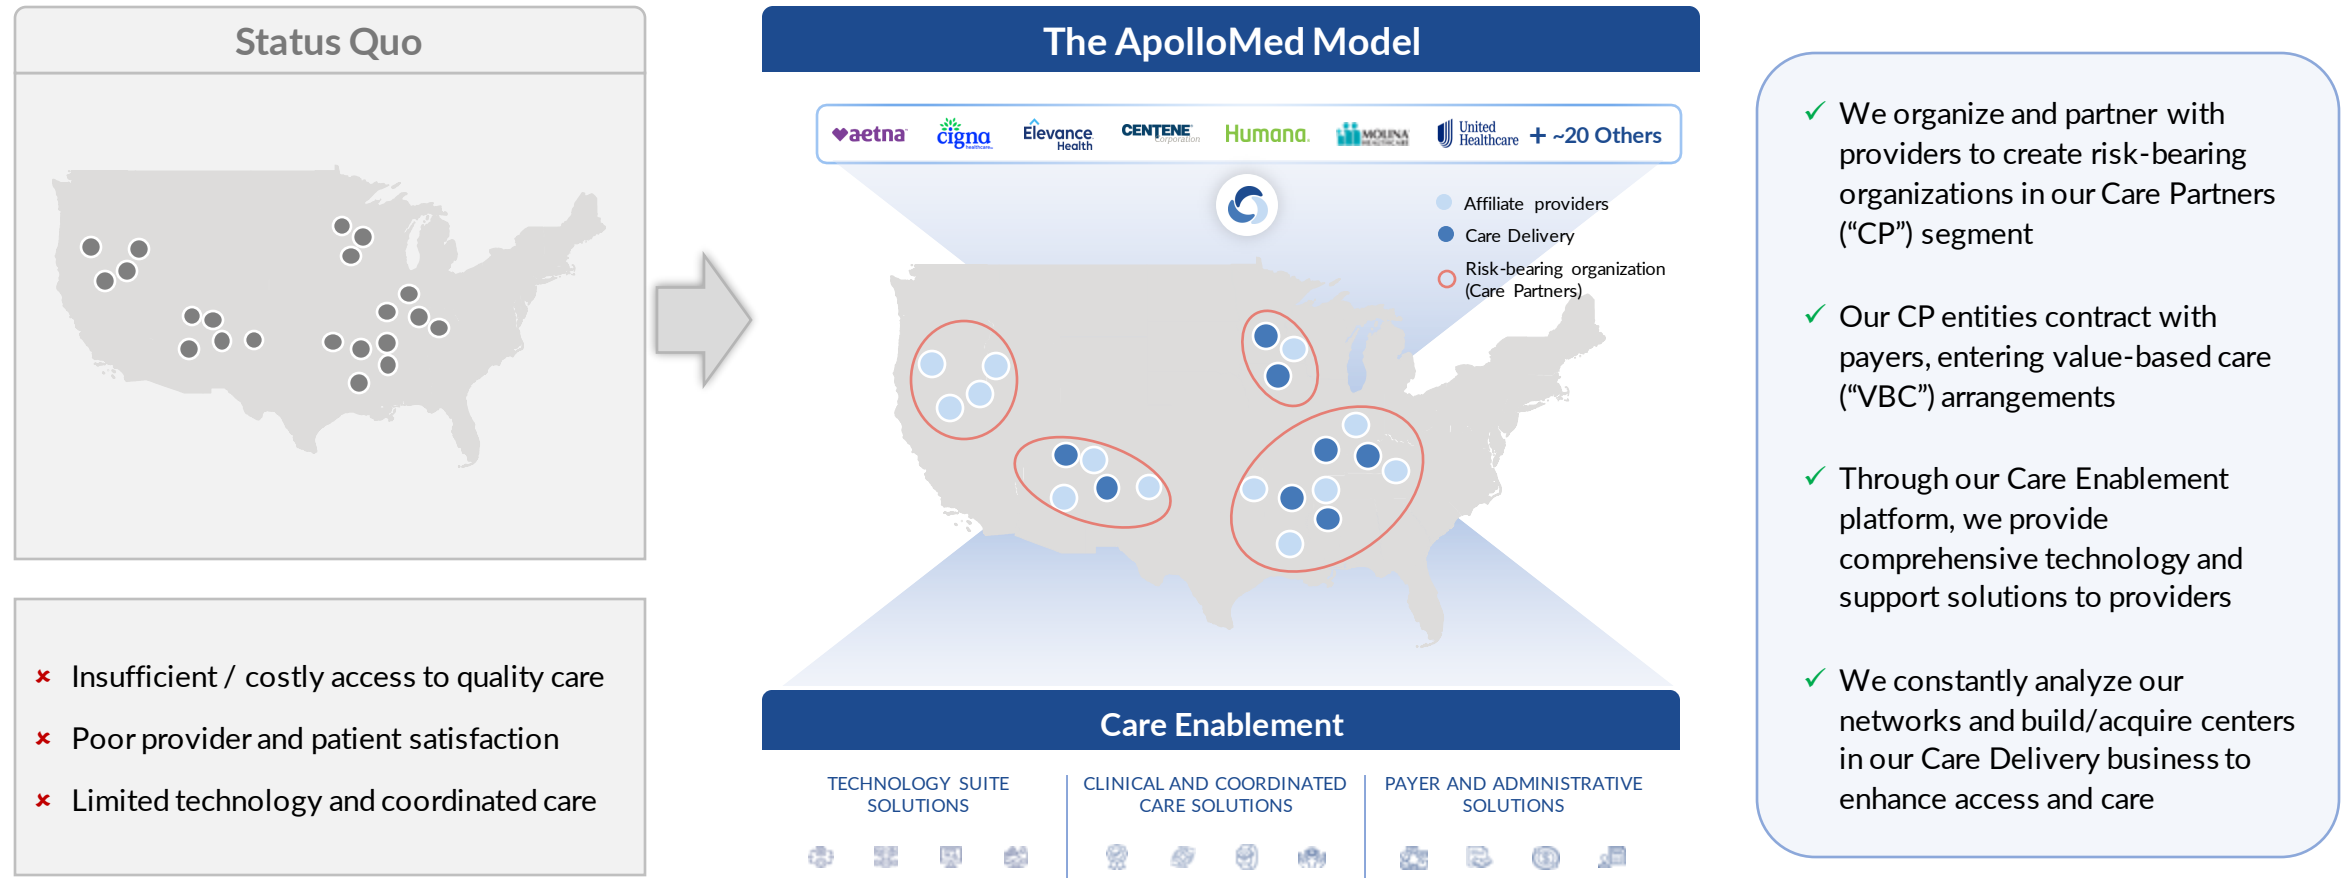 Status Quo
Insufficient / costly access to quality care
Poor provider and patient satisfaction
Limited technology and coordinated care
The ApolloMed Model
aetna
cigna
healthcare
Elevance
Health
CENTENE
Corporation
Humana
MOLINA
HEALTHCARE
United
Healthcare
+ ~20 Others
Affiliate providers
Care Delivery
Risk-bearing organization
(Care Partners)
Care Enablement
TECHNOLOGY SUITE
SOLUTIONS
CLINICAL AND COORDINATED
CARE SOLUTIONS
PAYER AND ADMINISTRATIVE
SOLUTIONS
We organize and partner with
providers to create risk-bearing
organizations in our Care Partners
(“CP”) segment
Our CP entities contract with
payers, entering value-based care
(“VBC”) arrangements
Through our Care Enablement
platform, we provide
comprehensive technology and
support solutions to providers
We constantly analyze our
networks and build/acquire centers
in our Care Delivery business to
enhance access and care